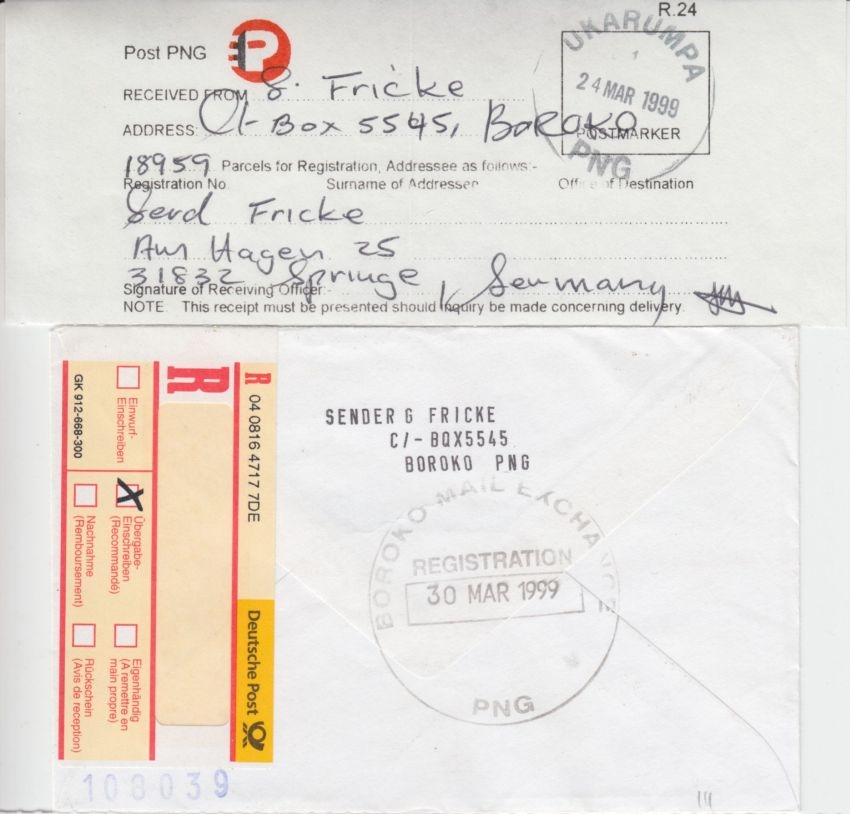 R.24
Post PNG
P
UKARUMPA
24 MAR 1999
PNG
POSTMARKER
RECEIVED FROM G. Fricke
ADDRESS: C/- Box 5545, BOROKO
18959 Parcels for Registration, Addressee as follows:-
Registration No. Surname of Addressee Office of Destination
Gerd Fricke
Am Hagen 25
31832 Springe, Germany
Signature of Receiving Officer:-
NOTE This receipt must be presented should inquiry be made concerning delivery.
R
04 0816 4717 7DE
Deutsche Post
R
GK 912-668-300
Einwurf-
Einschreiben
X
Übergabe-
Einschreiben
(Recommandé)
Nachnahme
(Remboursement)
Eigenhändig
(A remettre en
main propre)
Rückschein
(Avis de reception)
108039
SENDER G FRICKE
C/- BOX5545
BOROKO PNG
BOROKO MAIL EXCHANGE
REGISTRATION
30 MAR 1999
PNG